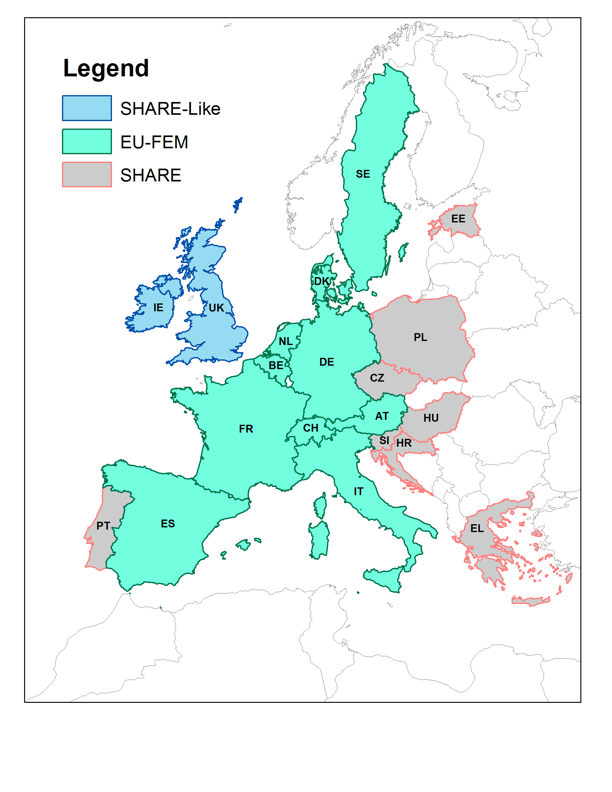 Legend
SHARE-Like
EU-FEM
SHARE
SE
EE
DK
IE
UK
PL
NL
DE
BE
CZ
AT
HU
FR
CH
SI
HR
IT
PT
ES
EL